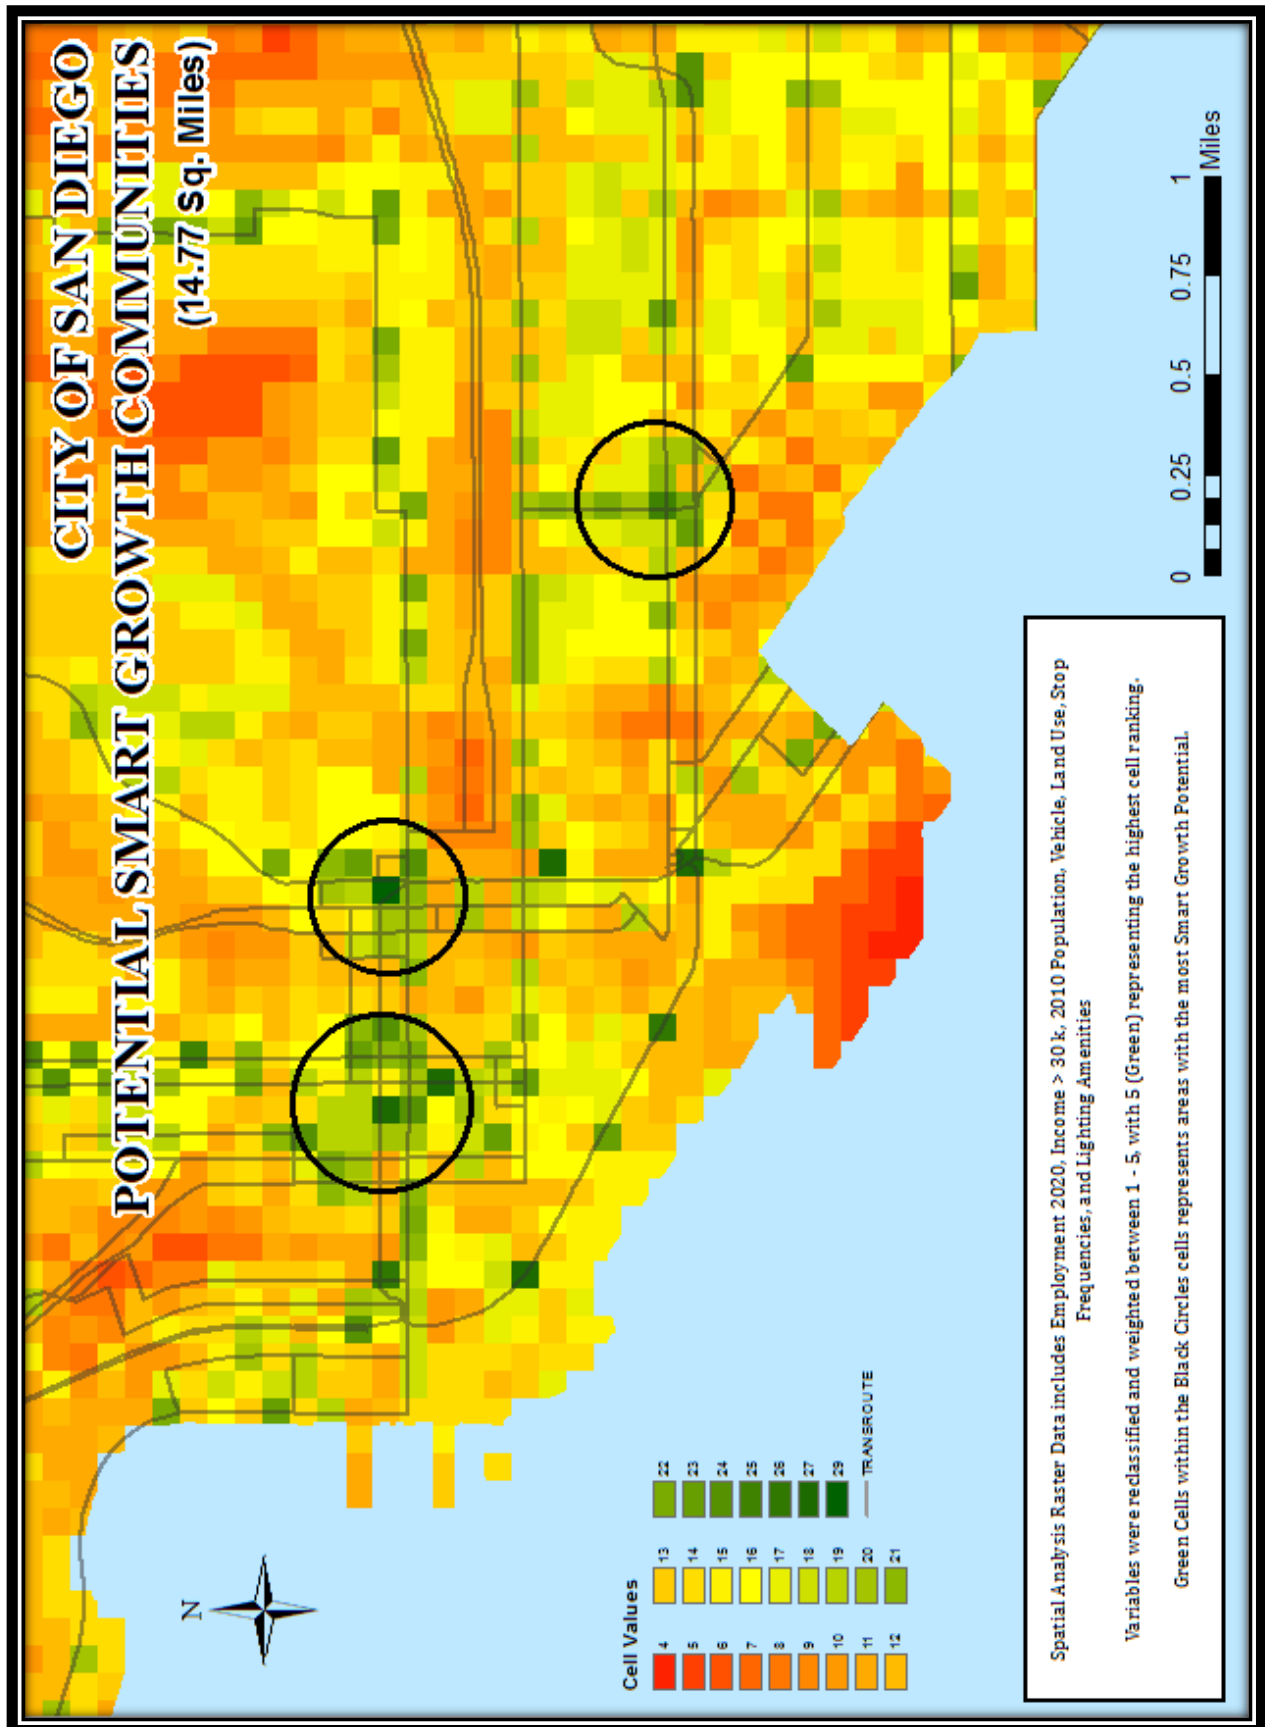 CITY OF SAN DIEGO
POTENTIAL SMART GROWTH COMMUNITIES
(14.77 Sq. Miles)
N
Cell Values
4
5
6
7
8
9
10
11
12
13
14
15
16
17
18
19
20
21
22
23
24
25
26
27
29
TRANSROUTE
0 0.25 0.5 0.75 1
Miles
Spatial Analysis Raster Data includes Employment 2020, Income > 30k, 2010 Population, Vehicle, Land Use, Stop
Frequencies, and Lighting Amenities
Variables were reclassified and weighted between 1 - 5, with 5 (Green) representing the highest cell ranking.
Green Cells within the Black Circles cells represents areas with the most Smart Growth Potential.